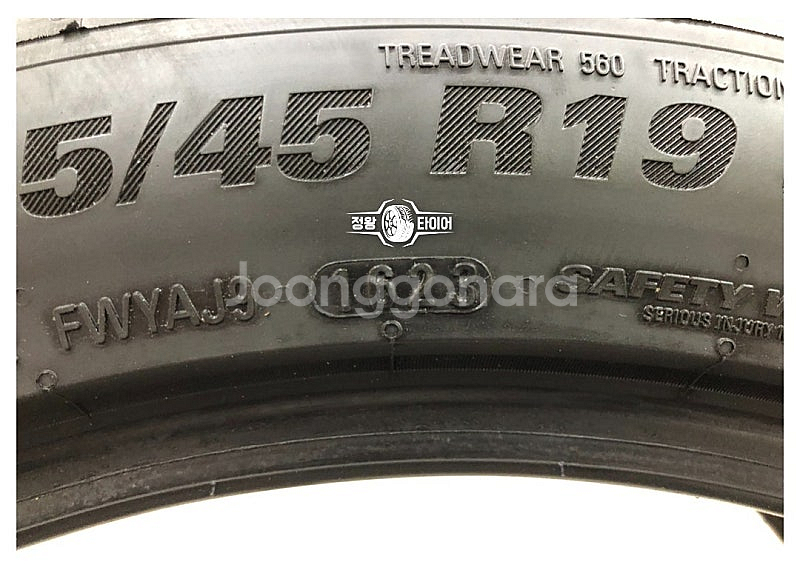 TREADWEAR 560 TRACTION
5/45 R19
정왕 타이어
FWYAJ9 1623 SAFETY
Joonggonara
SERIOUS INJURY